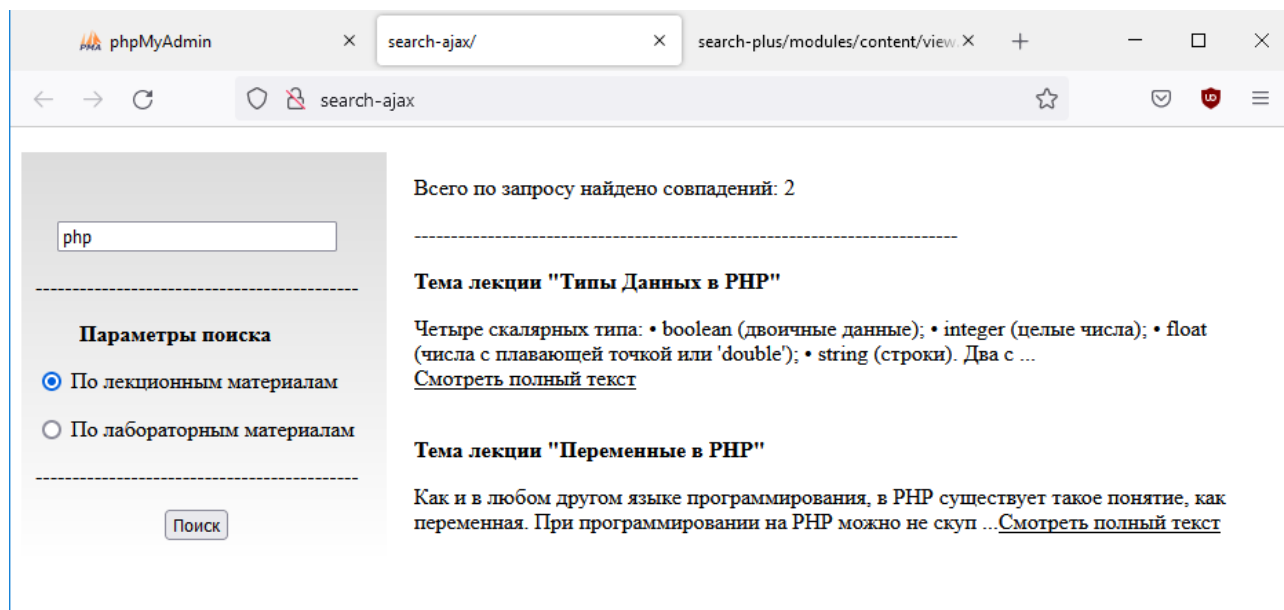 phpMyAdmin
search-ajax/
search-plus/modules/content/view.
search-ajax
php
--------------------------------------------
Параметры поиска
По лекционным материалам
По лабораторным материалам
--------------------------------------------
Поиск
Всего по запросу найдено совпадений: 2
--------------------------------------------------------------------------
Тема лекции "Типы Данных в PHP"
Четыре скалярных типа: • boolean (двоичные данные); • integer (целые числа); • float
(числа с плавающей точкой или 'double'); • string (строки). Два с ...
Смотреть полный текст
Тема лекции "Переменные в PHP"
Как и в любом другом языке программирования, в PHP существует такое понятие, как
переменная. При программировании на PHP можно не скуп ...Смотреть полный текст